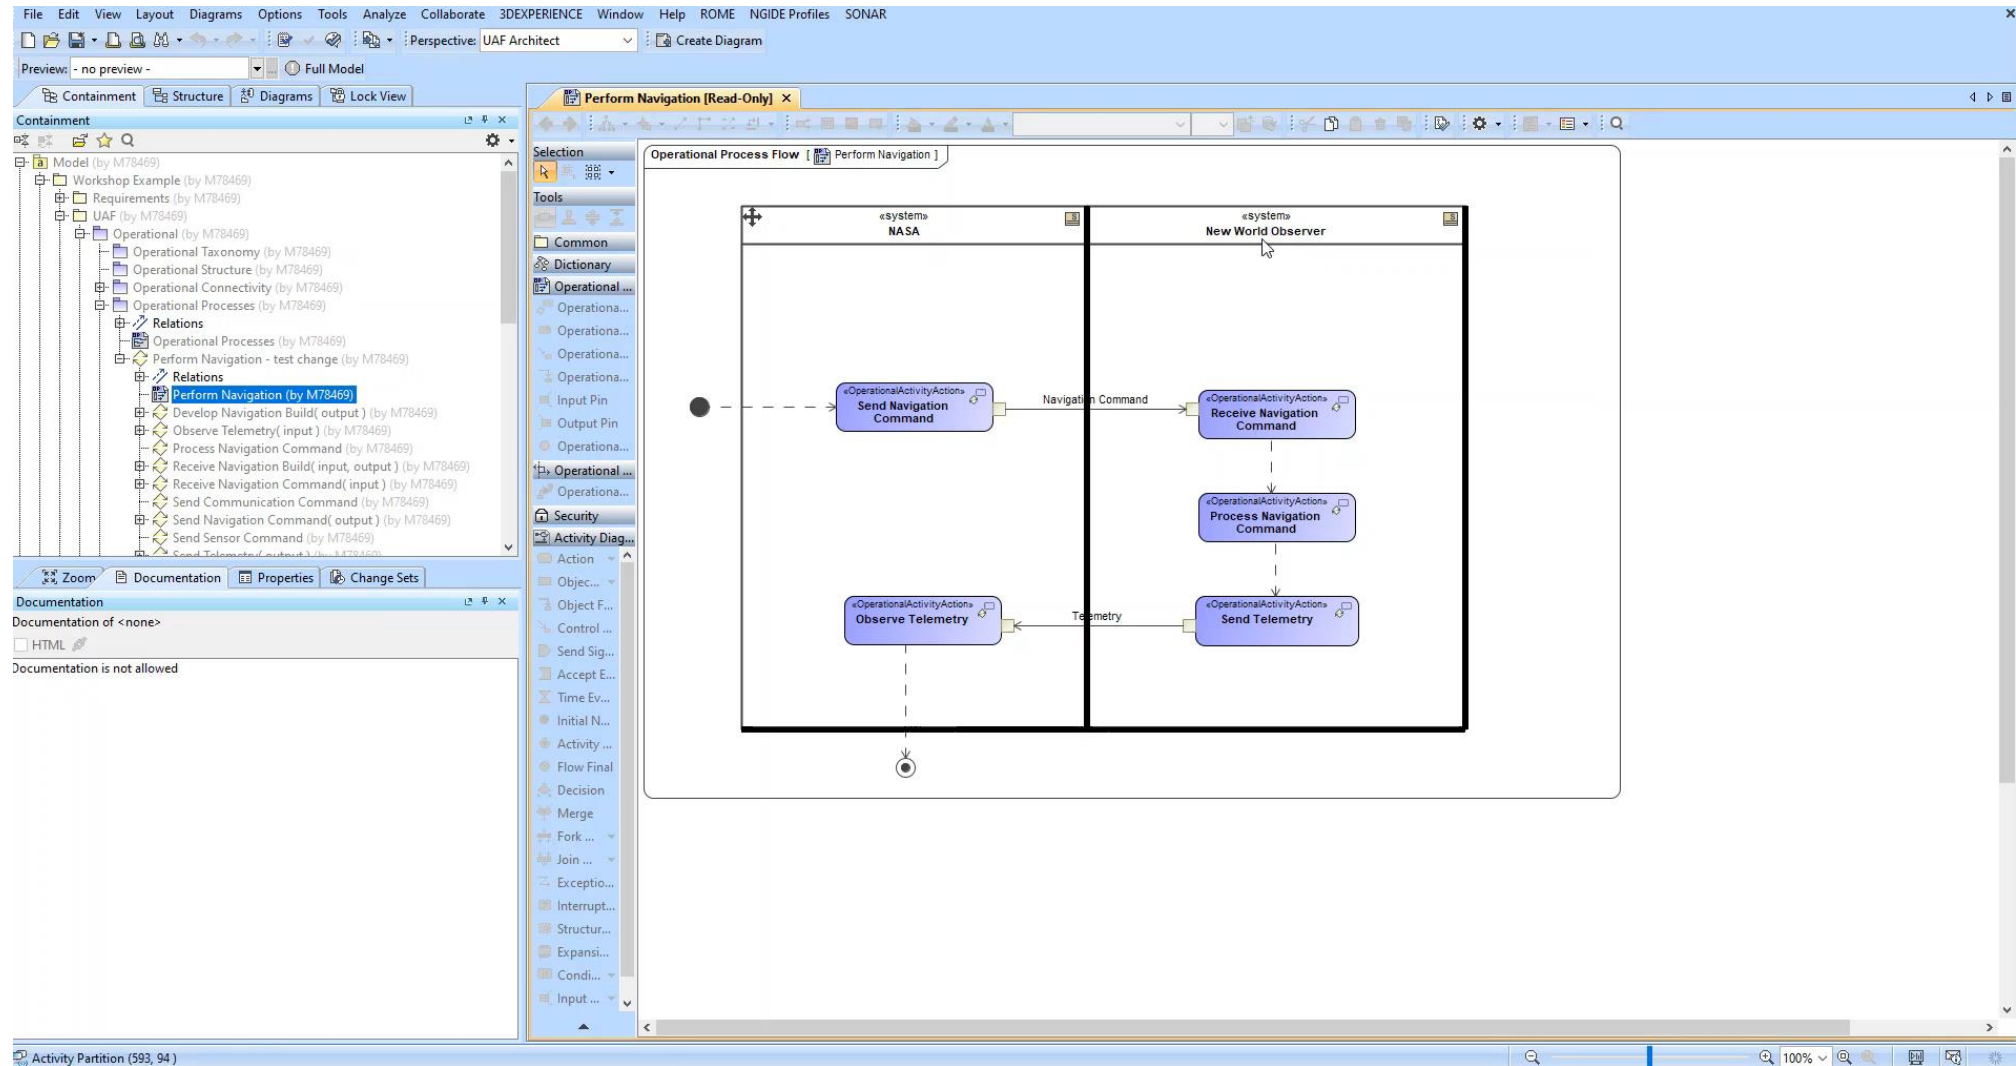 File Edit View Layout Diagrams Options Tools Analyze Collaborate 3DEXPERIENCE Window Help ROME NGIDE Profiles SONAR
Perspective: UAF Architect Create Diagram
Preview: - no preview - ... Full Model
Containment Structure Diagrams Lock View
Containment
Model (by M78469)
Workshop Example (by M78469)
Requirements (by M78469)
UAF (by M78469)
Operational (by M78469)
Operational Taxonomy (by M78469)
Operational Structure (by M78469)
Operational Connectivity (by M78469)
Operational Processes (by M78469)
Relations
Operational Processes (by M78469)
Perform Navigation - test change (by M78469)
Relations
Perform Navigation (by M78469)
Develop Navigation Build( output ) (by M78469)
Observe Telemetry( input ) (by M78469)
Process Navigation Command (by M78469)
Receive Navigation Build( input, output ) (by M78469)
Receive Navigation Command( input ) (by M78469)
Send Communication Command (by M78469)
Send Navigation Command( output ) (by M78469)
Send Sensor Command (by M78469)
Send Telemetry( output ) (by M78469)
Zoom Documentation Properties Change Sets
Documentation
Documentation of <none>
HTML
Documentation is not allowed
Perform Navigation [Read-Only]
Selection
Tools
Common
Dictionary
Operational ...
Operationa...
Operationa...
Operationa...
Operationa...
Input Pin
Output Pin
Operationa...
Operational ...
Operationa...
Security
Activity Diag...
Action
Objec...
Object F...
Control ...
Send Sig...
Accept E...
Time Ev...
Initial N...
Activity ...
Flow Final
Decision
Merge
Fork ...
Join ...
Exceptio...
Interrupt...
Structur...
Expansi...
Condi...
Input ...
Operational Process Flow [ Perform Navigation ]
«system»
NASA
«system»
New World Observer
«OperationalActivityAction»
Send Navigation
Command
Navigation Command
«OperationalActivityAction»
Receive Navigation
Command
«OperationalActivityAction»
Process Navigation
Command
«OperationalActivityAction»
Observe Telemetry
Telemetry
«OperationalActivityAction»
Send Telemetry
Activity Partition (593, 94 )
100%